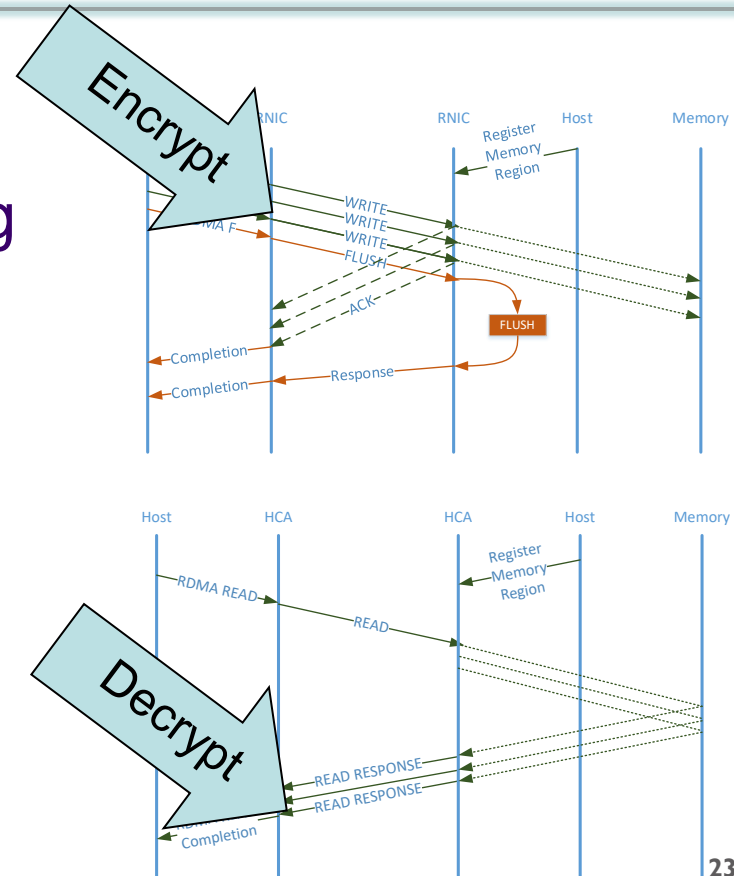 Encrypt
g
RNIC
RNIC
Host
Memory
Register
Memory
Region
WRITE
WRITE
WRITE
FLUSH
ACK
FLUSH
Completion
Response
Completion
Host
HCA
HCA
Host
Memory
Register
Memory
Region
RDMA READ
READ
Decrypt
READ RESPONSE
READ RESPONSE
Completion
23